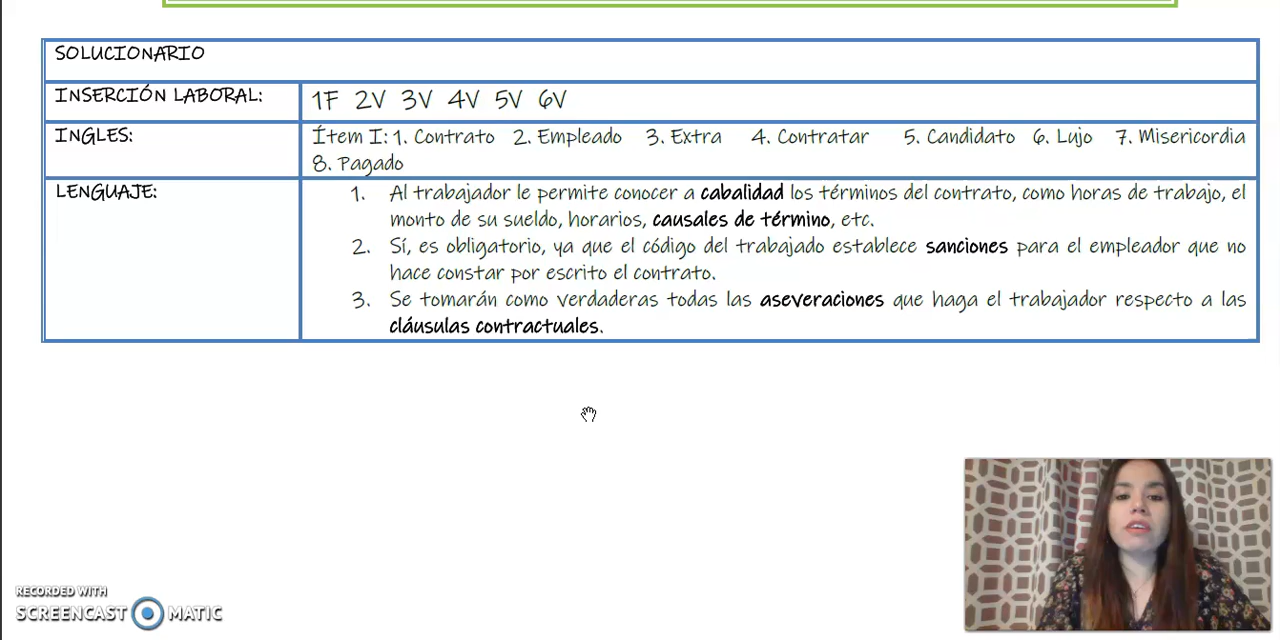 SOLUCIONARIO
INSERCIÓN LABORAL:
1F 2V 3V 4V 5V 6V
INGLES:
Ítem I: 1. Contrato 2. Empleado 3. Extra 4. Contratar 5. Candidato 6. Lujo 7. Misericordia
8. Pagado
LENGUAJE:
1. Al trabajador le permite conocer a cabalidad los términos del contrato, como horas de trabajo, el
monto de su sueldo, horarios, causales de término, etc.
2. Sí, es obligatorio, ya que el código del trabajado establece sanciones para el empleador que no
hace constar por escrito el contrato.
3. Se tomarán como verdaderas todas las aseveraciones que haga el trabajador respecto a las
cláusulas contractuales.
RECORDED WITH
SCREENCAST MATIC